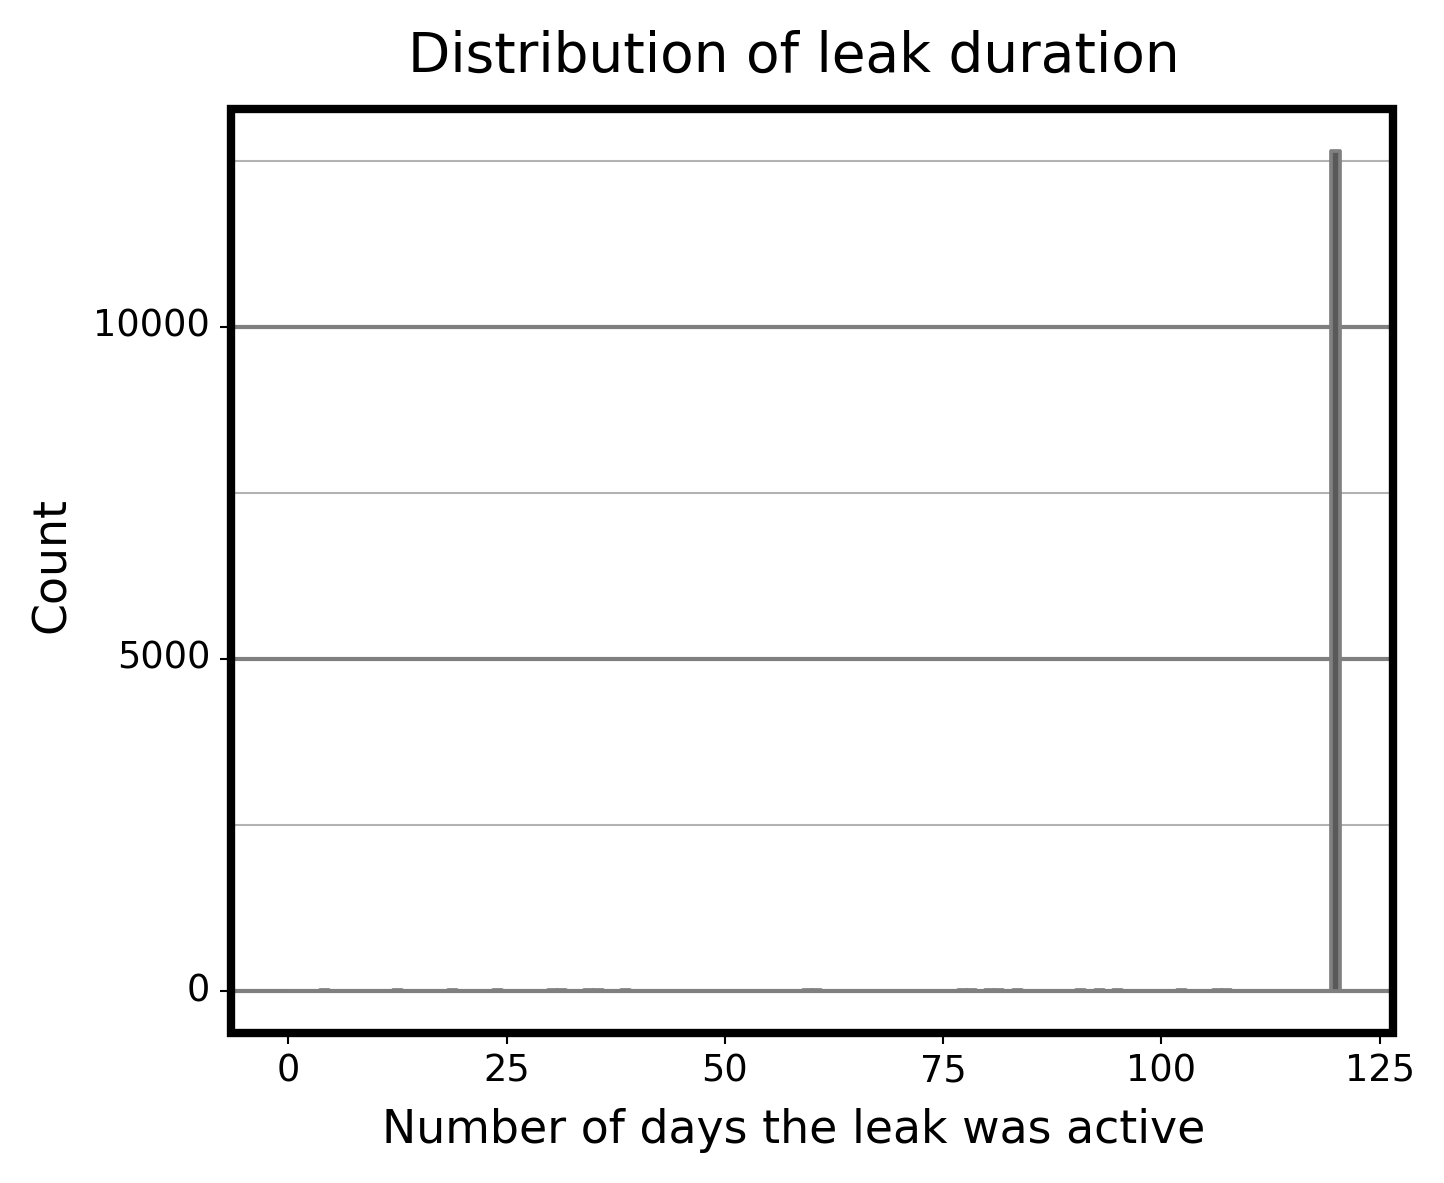 Distribution of leak duration
Count
10000
5000
0
0 25 50 75 100 125
Number of days the leak was active